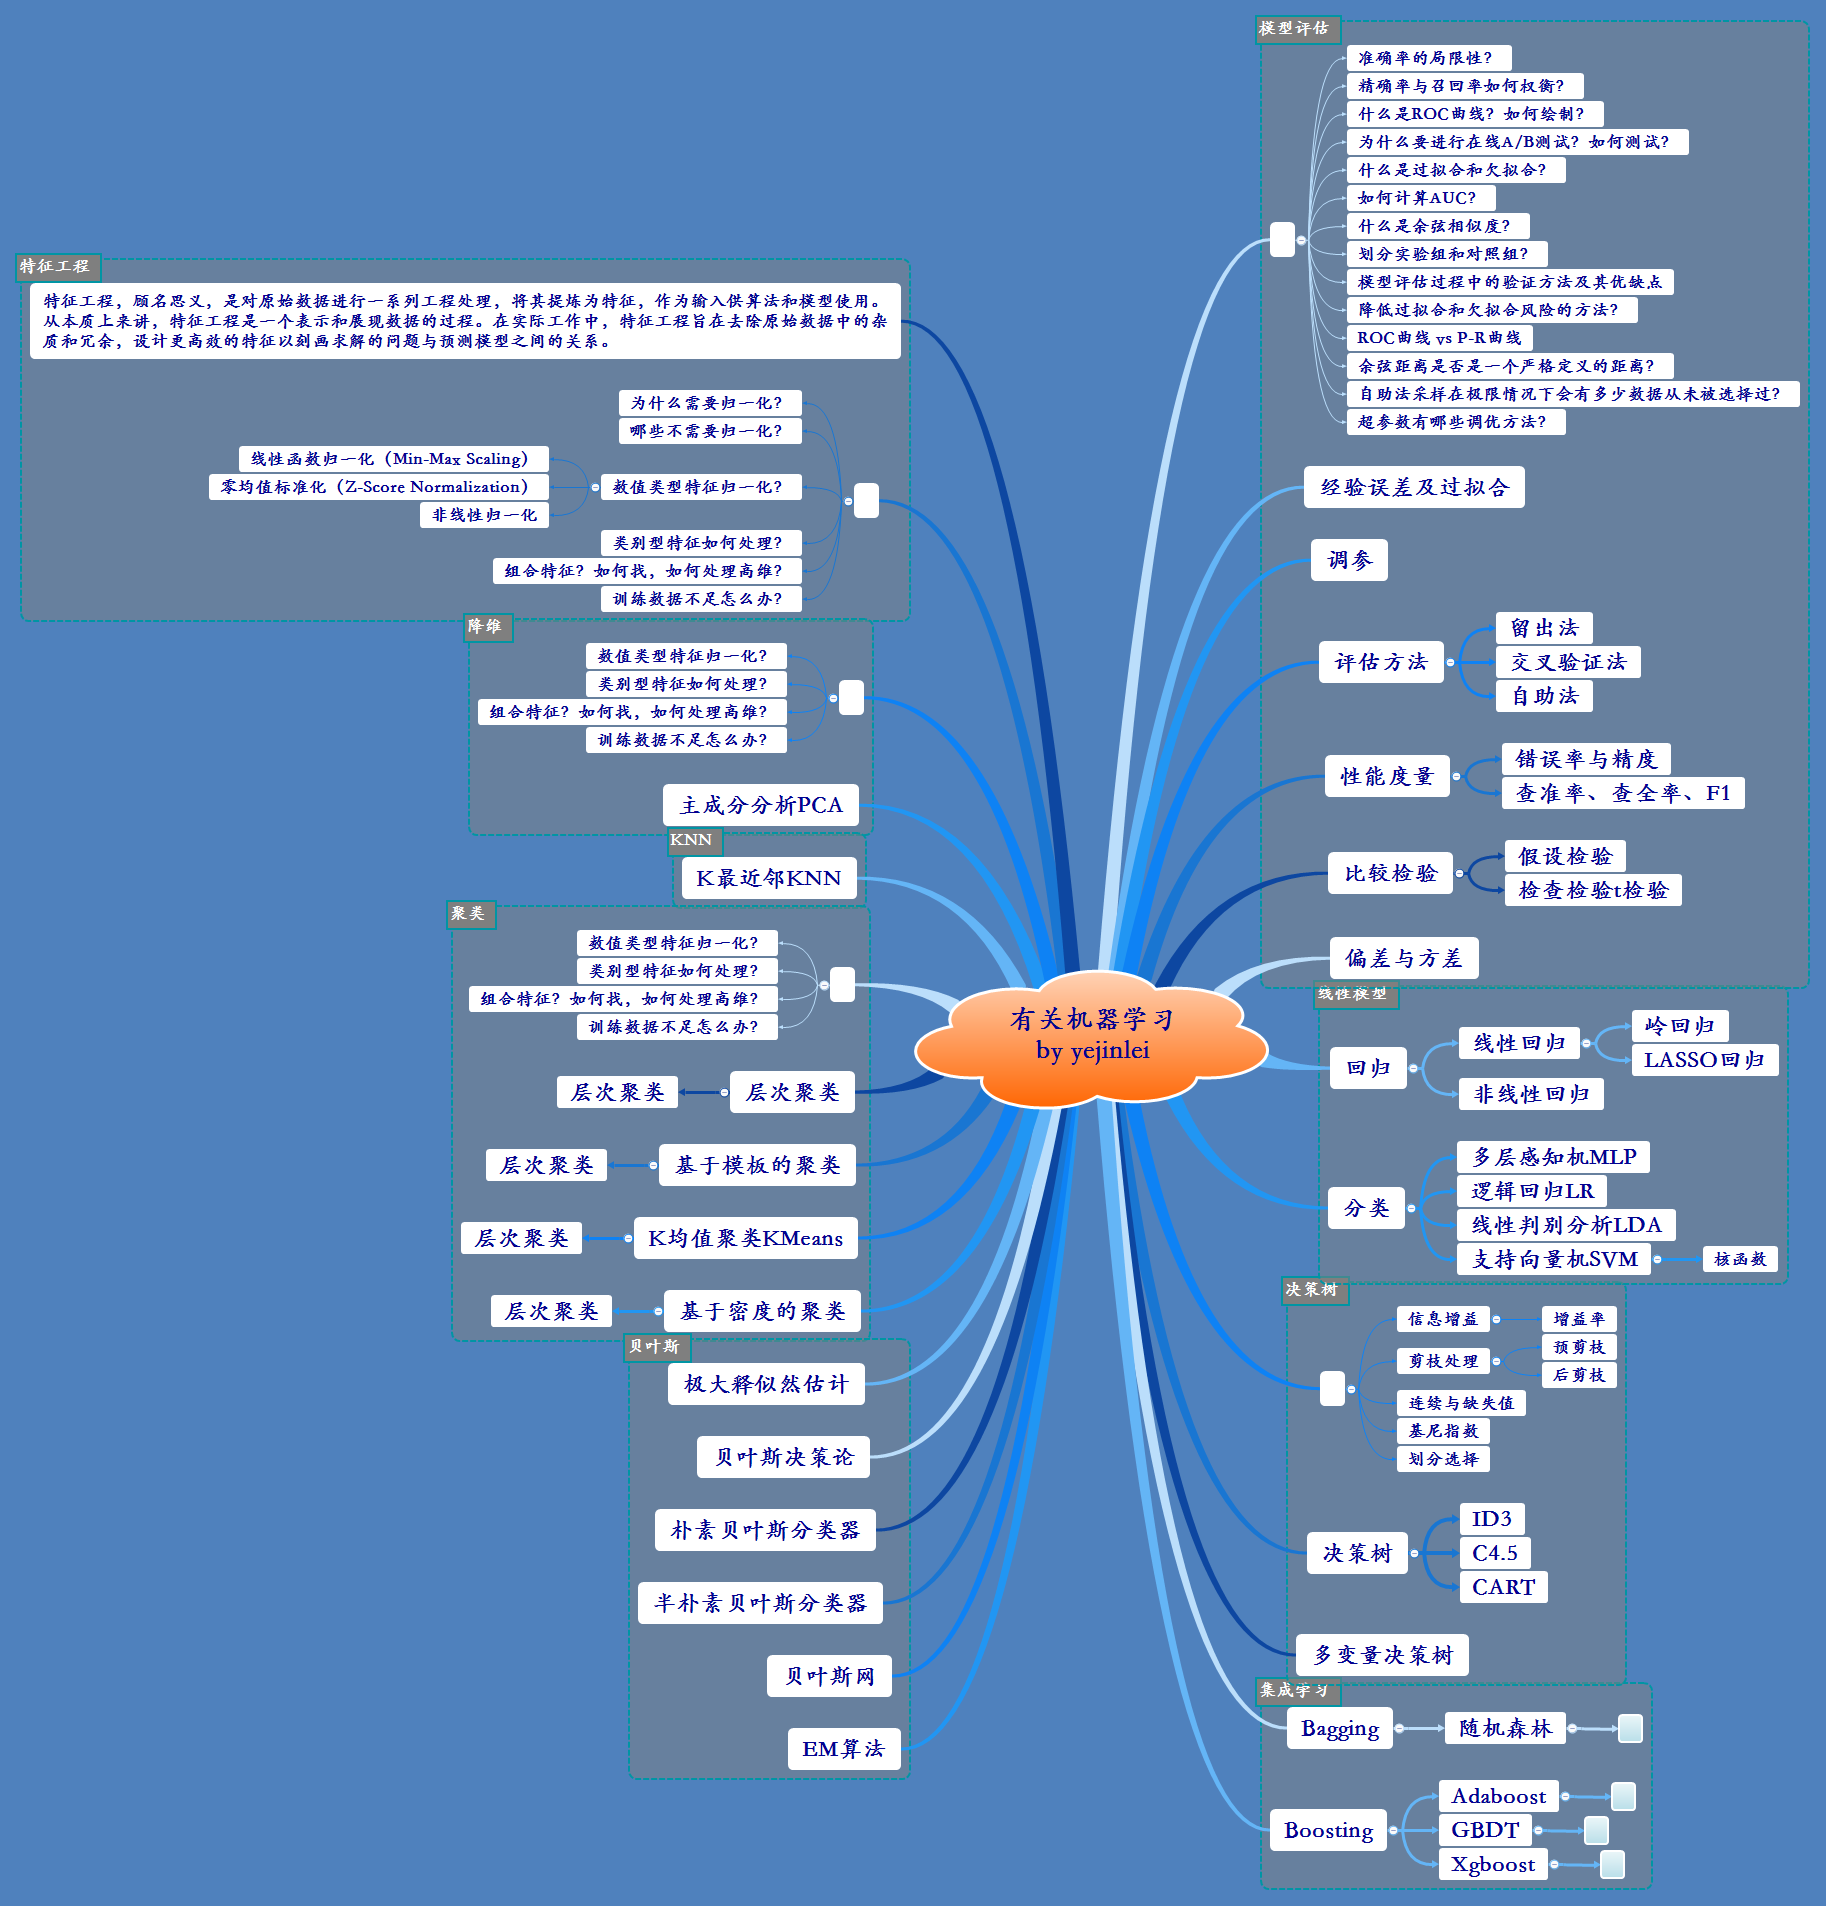 有关机器学习
by yejinlei
模型评估
准确率的局限性?
精确率与召回率如何权衡?
什么是ROC曲线? 如何绘制?
为什么要进行在线A/B测试? 如何测试?
什么是过拟合和欠拟合?
如何计算AUC?
什么是余弦相似度?
划分实验组和对照组?
模型评估过程中的验证方法及其优缺点
降低过拟合和欠拟合风险的方法?
ROC曲线 vs P-R曲线
余弦距离是否是一个严格定义的距离?
自助法采样在极限情况下会有多少数据从未被选择过?
超参数有哪些调优方法?
经验误差及过拟合
调参
评估方法
留出法
交叉验证法
自助法
性能度量
错误率与精度
查准率、查全率、F1
比较检验
假设检验
检查检验t检验
偏差与方差
线性模型
回归
线性回归
岭回归
LASSO回归
非线性回归
分类
多层感知机MLP
逻辑回归LR
线性判别分析LDA
支持向量机SVM
核函数
决策树
信息增益
增益率
剪枝处理
预剪枝
后剪枝
连续与缺失值
基尼指数
划分选择
决策树
ID3
C4.5
CART
多变量决策树
集成学习
Bagging
随机森林
Boosting
Adaboost
GBDT
Xgboost
特征工程
特征工程，顾名思义，是对原始数据进行一系列工程处理，将其提炼为特征，作为输入供算法和模型使用。
从本质上来讲，特征工程是一个表示和展现数据的过程。在实际工作中，特征工程旨在去除原始数据中的杂
质和冗余，设计更高效的特征以刻画求解的问题与预测模型之间的关系。
为什么需要归一化?
哪些不需要归一化?
数值类型特征归一化?
线性函数归一化（Min-Max Scaling）
零均值标准化（Z-Score Normalization）
非线性归一化
类别型特征如何处理?
组合特征? 如何找，如何处理高维?
训练数据不足怎么办?
降维
数值类型特征归一化?
类别型特征如何处理?
组合特征? 如何找，如何处理高维?
训练数据不足怎么办?
主成分分析PCA
KNN
K最近邻KNN
聚类
数值类型特征归一化?
类别型特征如何处理?
组合特征? 如何找，如何处理高维?
训练数据不足怎么办?
层次聚类
层次聚类
基于模板的聚类
层次聚类
K均值聚类KMeans
层次聚类
基于密度的聚类
层次聚类
贝叶斯
极大释似然估计
贝叶斯决策论
朴素贝叶斯分类器
半朴素贝叶斯分类器
贝叶斯网
EM算法